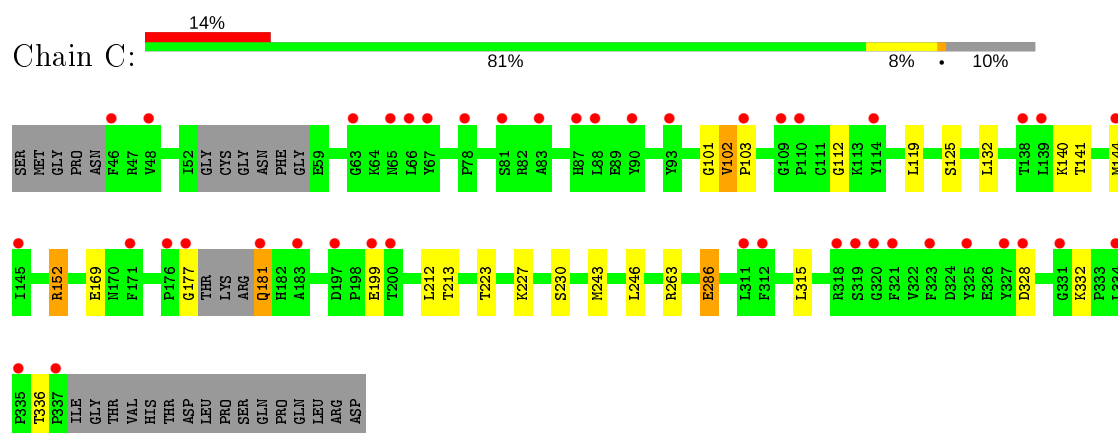 14%
Chain C:
81% 8% • 10%
SER MET GLY PRO ASN F46 R47 V48 I52 GLY CYS GLY ASN PHE GLY E59 G63 K64 N65 L66 Y67 P78 S81 R82 A83 H87 L88 E89 Y90 Y93 G101 V102 P103 G109 P110 C111 G112 K113 Y114 L119 S125 L132 T138 L139 K140 T141 M144
I145 R152 E169 N170 F171 P176 G177 THR LYS ARG Q181 H182 A183 D197 P198 E199 T200 L212 T213 T223 K227 S230 M243 L246 R263 E286 L311 F312 L315 R318 S319 G320 F321 V322 F323 D324 Y325 E326 Y327 D328 G331 K332 P333 L334
P335 T336 P337 ILE GLY THR VAL HIS THR ASP LEU PRO SER GLN PRO GLN LEU ARG ASP